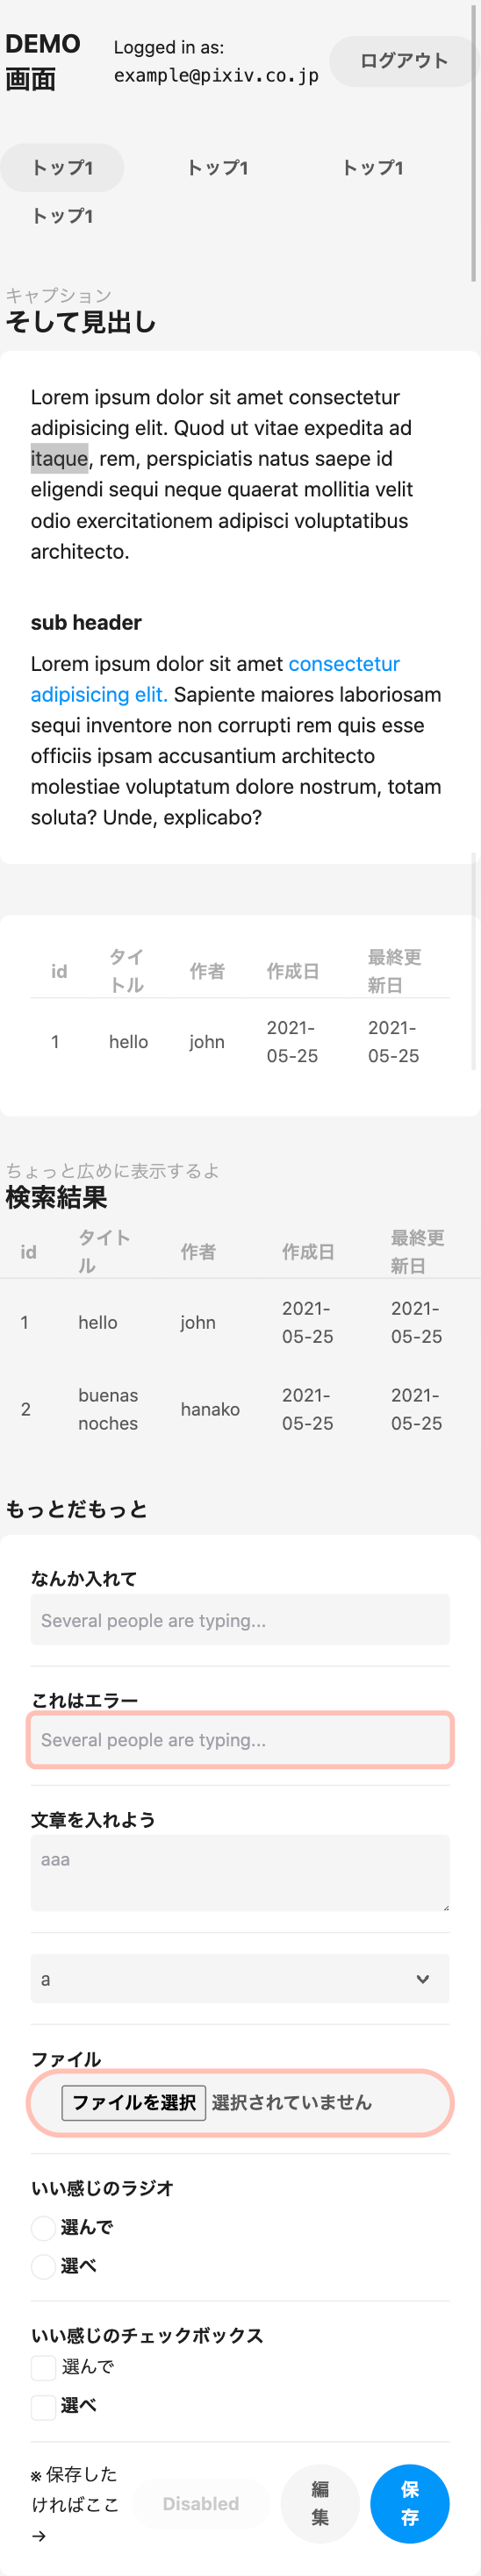 DEMO
画面
Logged in as:
example@pixiv.co.jp
ログアウト
トップ1 トップ1 トップ1
トップ1
キャプション
そして見出し
Lorem ipsum dolor sit amet consectetur
adipisicing elit. Quod ut vitae expedita ad
itaque, rem, perspiciatis natus saepe id
eligendi sequi neque quaerat mollitia velit
odio exercitationem adipisci voluptatibus
architecto.
sub header
Lorem ipsum dolor sit amet consectetur
adipisicing elit. Sapiente maiores laboriosam
sequi inventore non corrupti rem quis esse
officiis ipsam accusantium architecto
molestiae voluptatum dolore nostrum, totam
soluta? Unde, explicabo?
id タイトル 作者 作成日 最終更新日
1 hello john 2021-05-25 2021-05-25
ちょっと広めに表示するよ
検索結果
id タイトル 作者 作成日 最終更新日
1 hello john 2021-05-25 2021-05-25
2 buenas noches hanako 2021-05-25 2021-05-25
もっとだもっと
なんか入れて
Several people are typing...
これはエラー
Several people are typing...
文章を入れよう
aaa
a
ファイル
ファイルを選択 選択されていません
いい感じのラジオ
選んで
選べ
いい感じのチェックボックス
選んで
選べ
※ 保存した
ければここ
→
Disabled
編集
保存